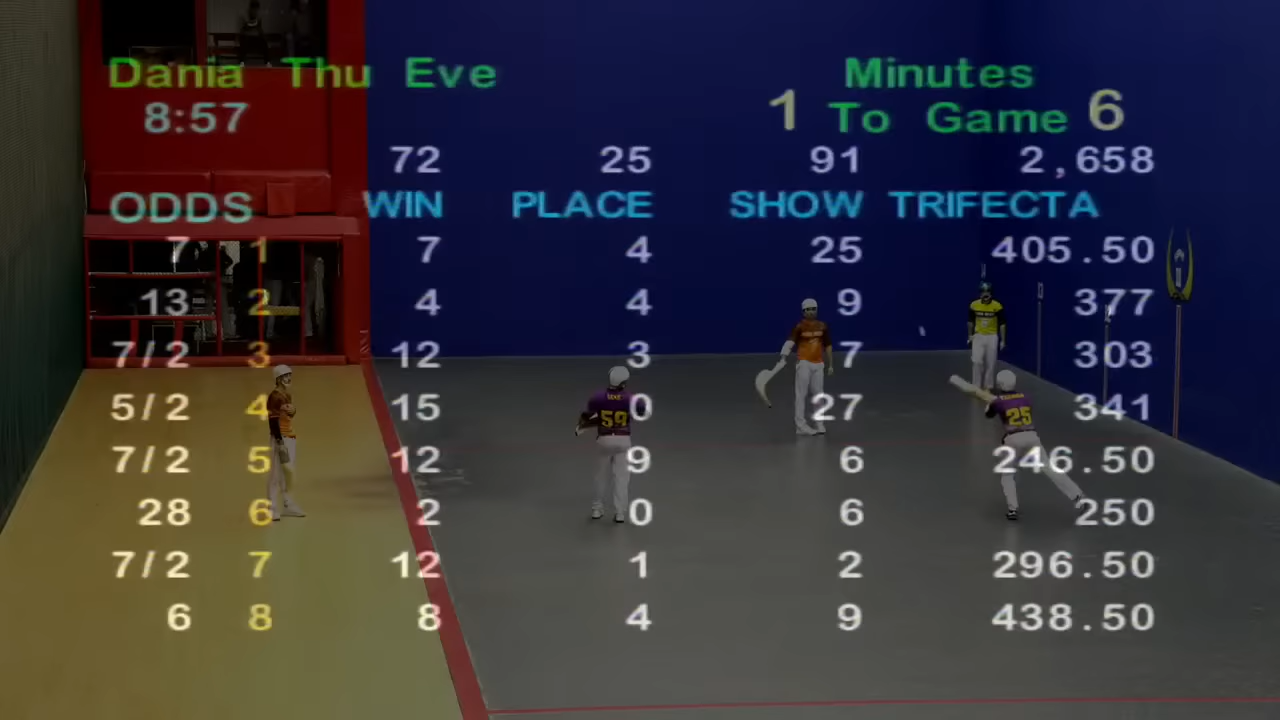 Dania Thu Eve Minutes
8:57 1 To Game 6
72 25 91 2,658
ODDS WIN PLACE SHOW TRIFECTA
7 1 7 4 25 405.50
13 2 4 4 9 377
7/2 3 12 3 7 303
5/2 4 15 0 27 341
7/2 5 12 9 6 246.50
28 6 2 0 6 250
7/2 7 12 1 2 296.50
6 8 8 4 9 438.50
59
25